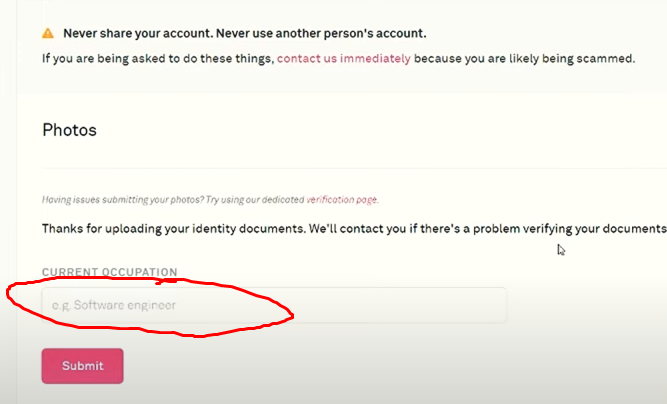 Never share your account. Never use another person's account.
If you are being asked to do these things, contact us immediately because you are likely being scammed.
Photos
Having issues submitting your photos? Try using our dedicated verification page.
Thanks for uploading your identity documents. We'll contact you if there's a problem verifying your documents
CURRENT OCCUPATION
e.g. Software engineer
Submit